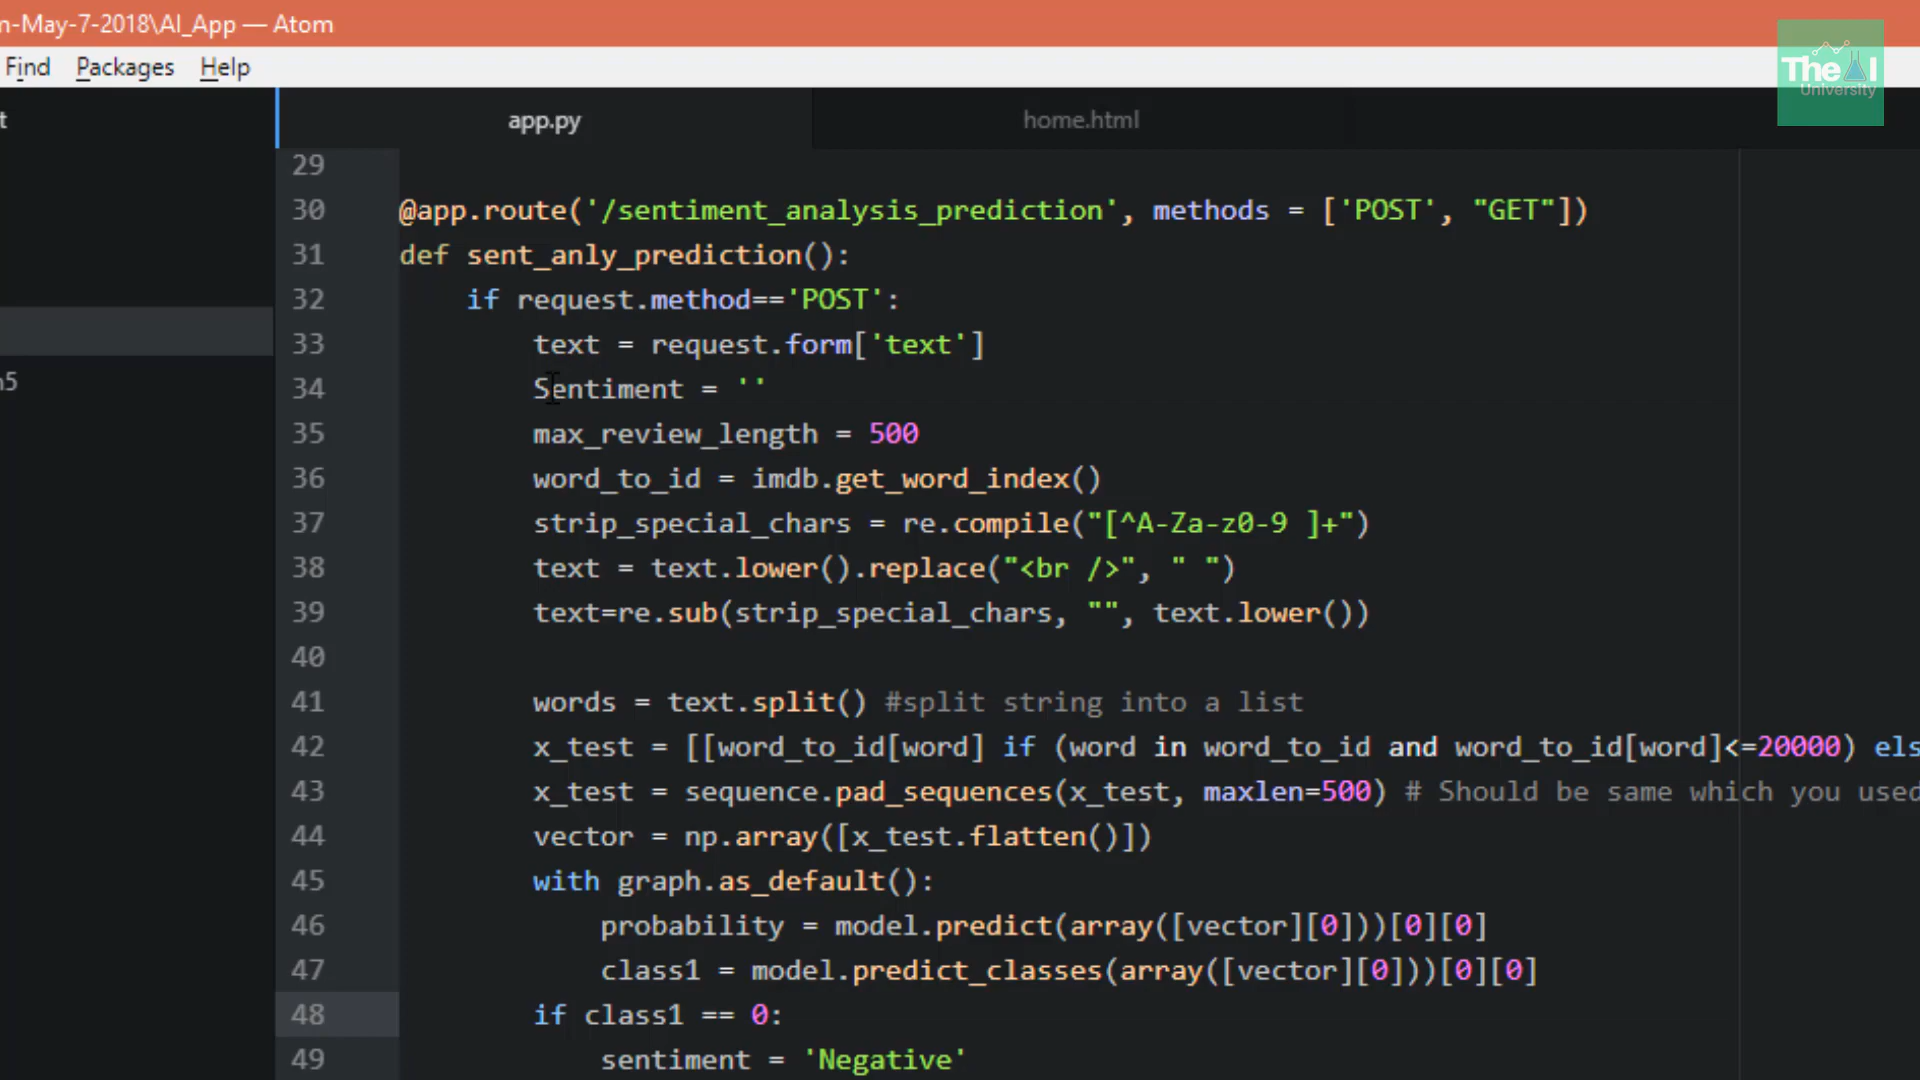 n-May-7-2018\AI_App — Atom
Find Packages Help
The AI
University
t
app.py home.html
29
30 @app.route('/sentiment_analysis_prediction', methods = ['POST', "GET"])
31 def sent_anly_prediction():
32 if request.method=='POST':
33 text = request.form['text']
n5
34 Sentiment = ''
35 max_review_length = 500
36 word_to_id = imdb.get_word_index()
37 strip_special_chars = re.compile("[^A-Za-z0-9 ]+")
38 text = text.lower().replace("<br />", " ")
39 text=re.sub(strip_special_chars, "", text.lower())
40
41 words = text.split() #split string into a list
42 x_test = [[word_to_id[word] if (word in word_to_id and word_to_id[word]<=20000) els
43 x_test = sequence.pad_sequences(x_test, maxlen=500) # Should be same which you used
44 vector = np.array([x_test.flatten()])
45 with graph.as_default():
46 probability = model.predict(array([vector][0]))[0][0]
47 class1 = model.predict_classes(array([vector][0]))[0][0]
48 if class1 == 0:
49 sentiment = 'Negative'